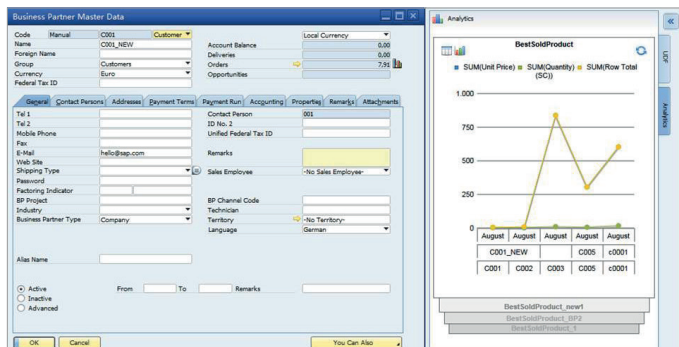 Business Partner Master Data
Code Manual C001 Customer Local Currency
Name C001_NEW Account Balance 0,00
Foreign Name Deliveries 0,00
Group Customers Orders 7,91
Currency Euro Opportunities
Federal Tax ID
General Contact Persons Addresses Payment Terms Payment Run Accounting Properties Remarks Attachments
Tel 1 Contact Person 001
Tel 2 ID No. 2
Mobile Phone Unified Federal Tax ID
Fax
E-Mail hello@sap.com Remarks
Web Site
Shipping Type Sales Employee -No Sales Employee-
Password
Factoring Indicator
BP Project BP Channel Code
Industry Technician
Business Partner Type Company Territory -No Territory-
Language German
Alias Name
Active From To Remarks
Inactive
Advanced
OK Cancel You Can Also
Analytics
BestSoldProduct
SUM(Unit Price) SUM(Quantity) SUM(Row Total
(SC))
1.000
750
500
250
0
August August August August August
C001_NEW C005 c0001
C001 C002 C003 C005 c0001
BestSoldProduct_new1
BestSoldProduct_BP2
BestSoldProduct_1
UDF
Analytics